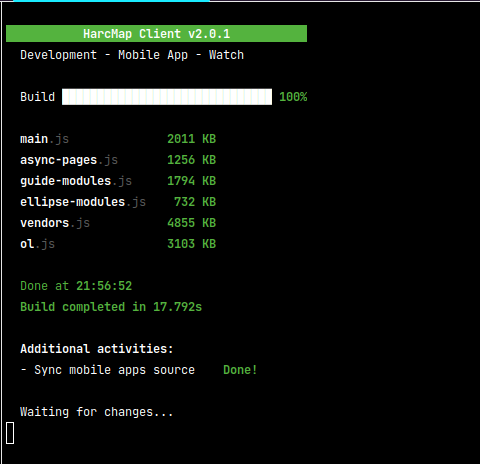 HarcMap Client v2.0.1
Development - Mobile App - Watch
Build 100%
main.js 2011 KB
async-pages.js 1256 KB
guide-modules.js 1794 KB
ellipse-modules.js 732 KB
vendors.js 4855 KB
ol.js 3103 KB
Done at 21:56:52
Build completed in 17.792s
Additional activities:
- Sync mobile apps source Done!
Waiting for changes...